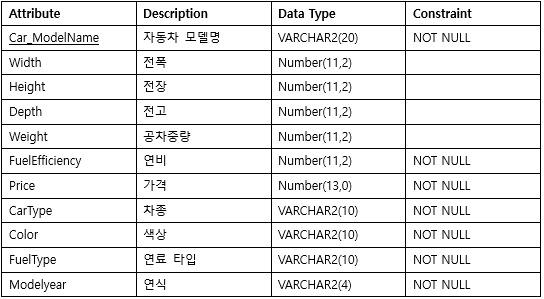 Attribute Description Data Type Constraint
Car_ModelName 자동차 모델명 VARCHAR2(20) NOT NULL
Width 전폭 Number(11,2)
Height 전장 Number(11,2)
Depth 전고 Number(11,2)
Weight 공차중량 Number(11,2)
FuelEfficiency 연비 Number(11,2) NOT NULL
Price 가격 Number(13,0) NOT NULL
CarType 차종 VARCHAR2(10) NOT NULL
Color 색상 VARCHAR2(10) NOT NULL
FuelType 연료 타입 VARCHAR2(10) NOT NULL
Modelyear 연식 VARCHAR2(4) NOT NULL